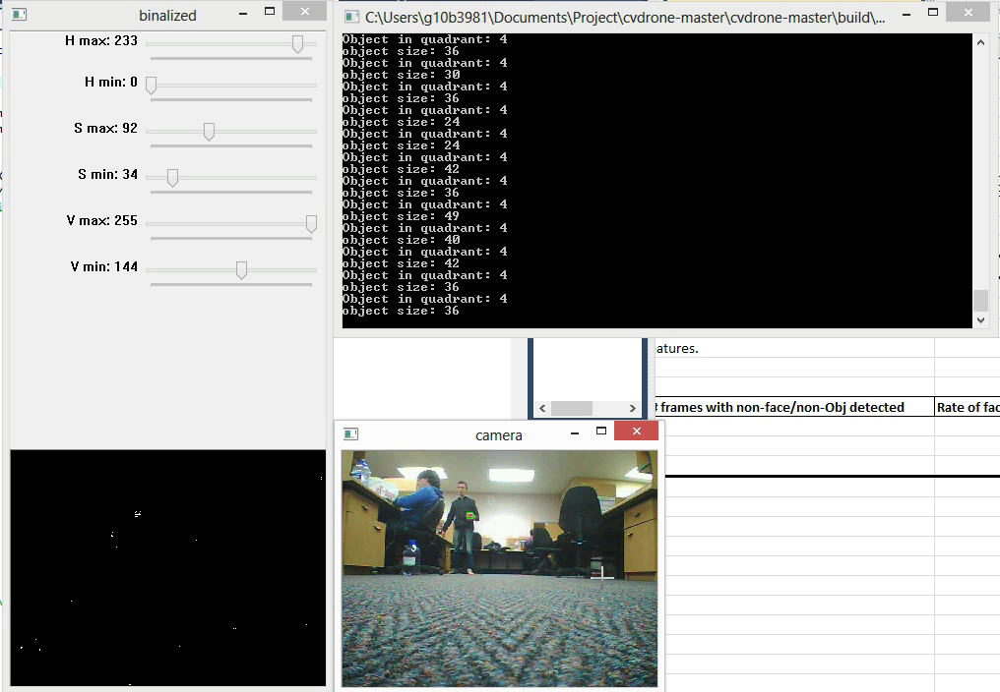 binalized
H max: 233
H min: 0
S max: 92
S min: 34
V max: 255
V min: 144
C:\Users\g10b3981\Documents\Project\cvdrone-master\cvdrone-master\build\...
Object in quadrant: 4
object size: 36
Object in quadrant: 4
object size: 30
Object in quadrant: 4
object size: 36
Object in quadrant: 4
object size: 24
Object in quadrant: 4
object size: 24
Object in quadrant: 4
object size: 42
Object in quadrant: 4
object size: 36
Object in quadrant: 4
object size: 49
Object in quadrant: 4
object size: 40
Object in quadrant: 4
object size: 42
Object in quadrant: 4
object size: 36
Object in quadrant: 4
object size: 36
atures.
# frames with non-face/non-Obj detected
Rate of fac
camera